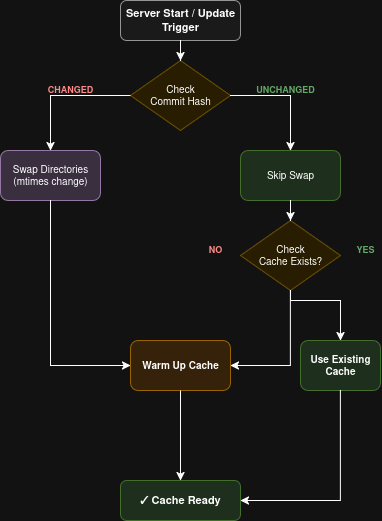 Server Start / Update
Trigger
Check
Commit Hash
CHANGED
UNCHANGED
Swap Directories
(mtimes change)
Skip Swap
Check
Cache Exists?
NO
YES
Warm Up Cache
Use Existing
Cache
✓ Cache Ready